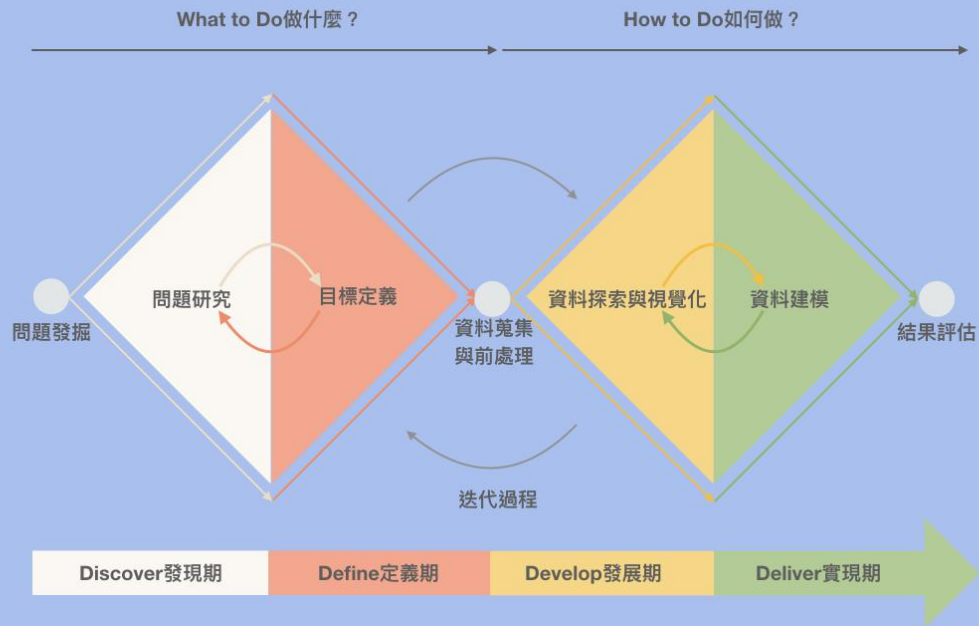 What to Do做什麼？
How to Do如何做？
問題研究
目標定義
資料探索與視覺化
資料建模
問題發掘
資料蒐集
與前處理
結果評估
迭代過程
Discover發現期
Define定義期
Develop發展期
Deliver實現期